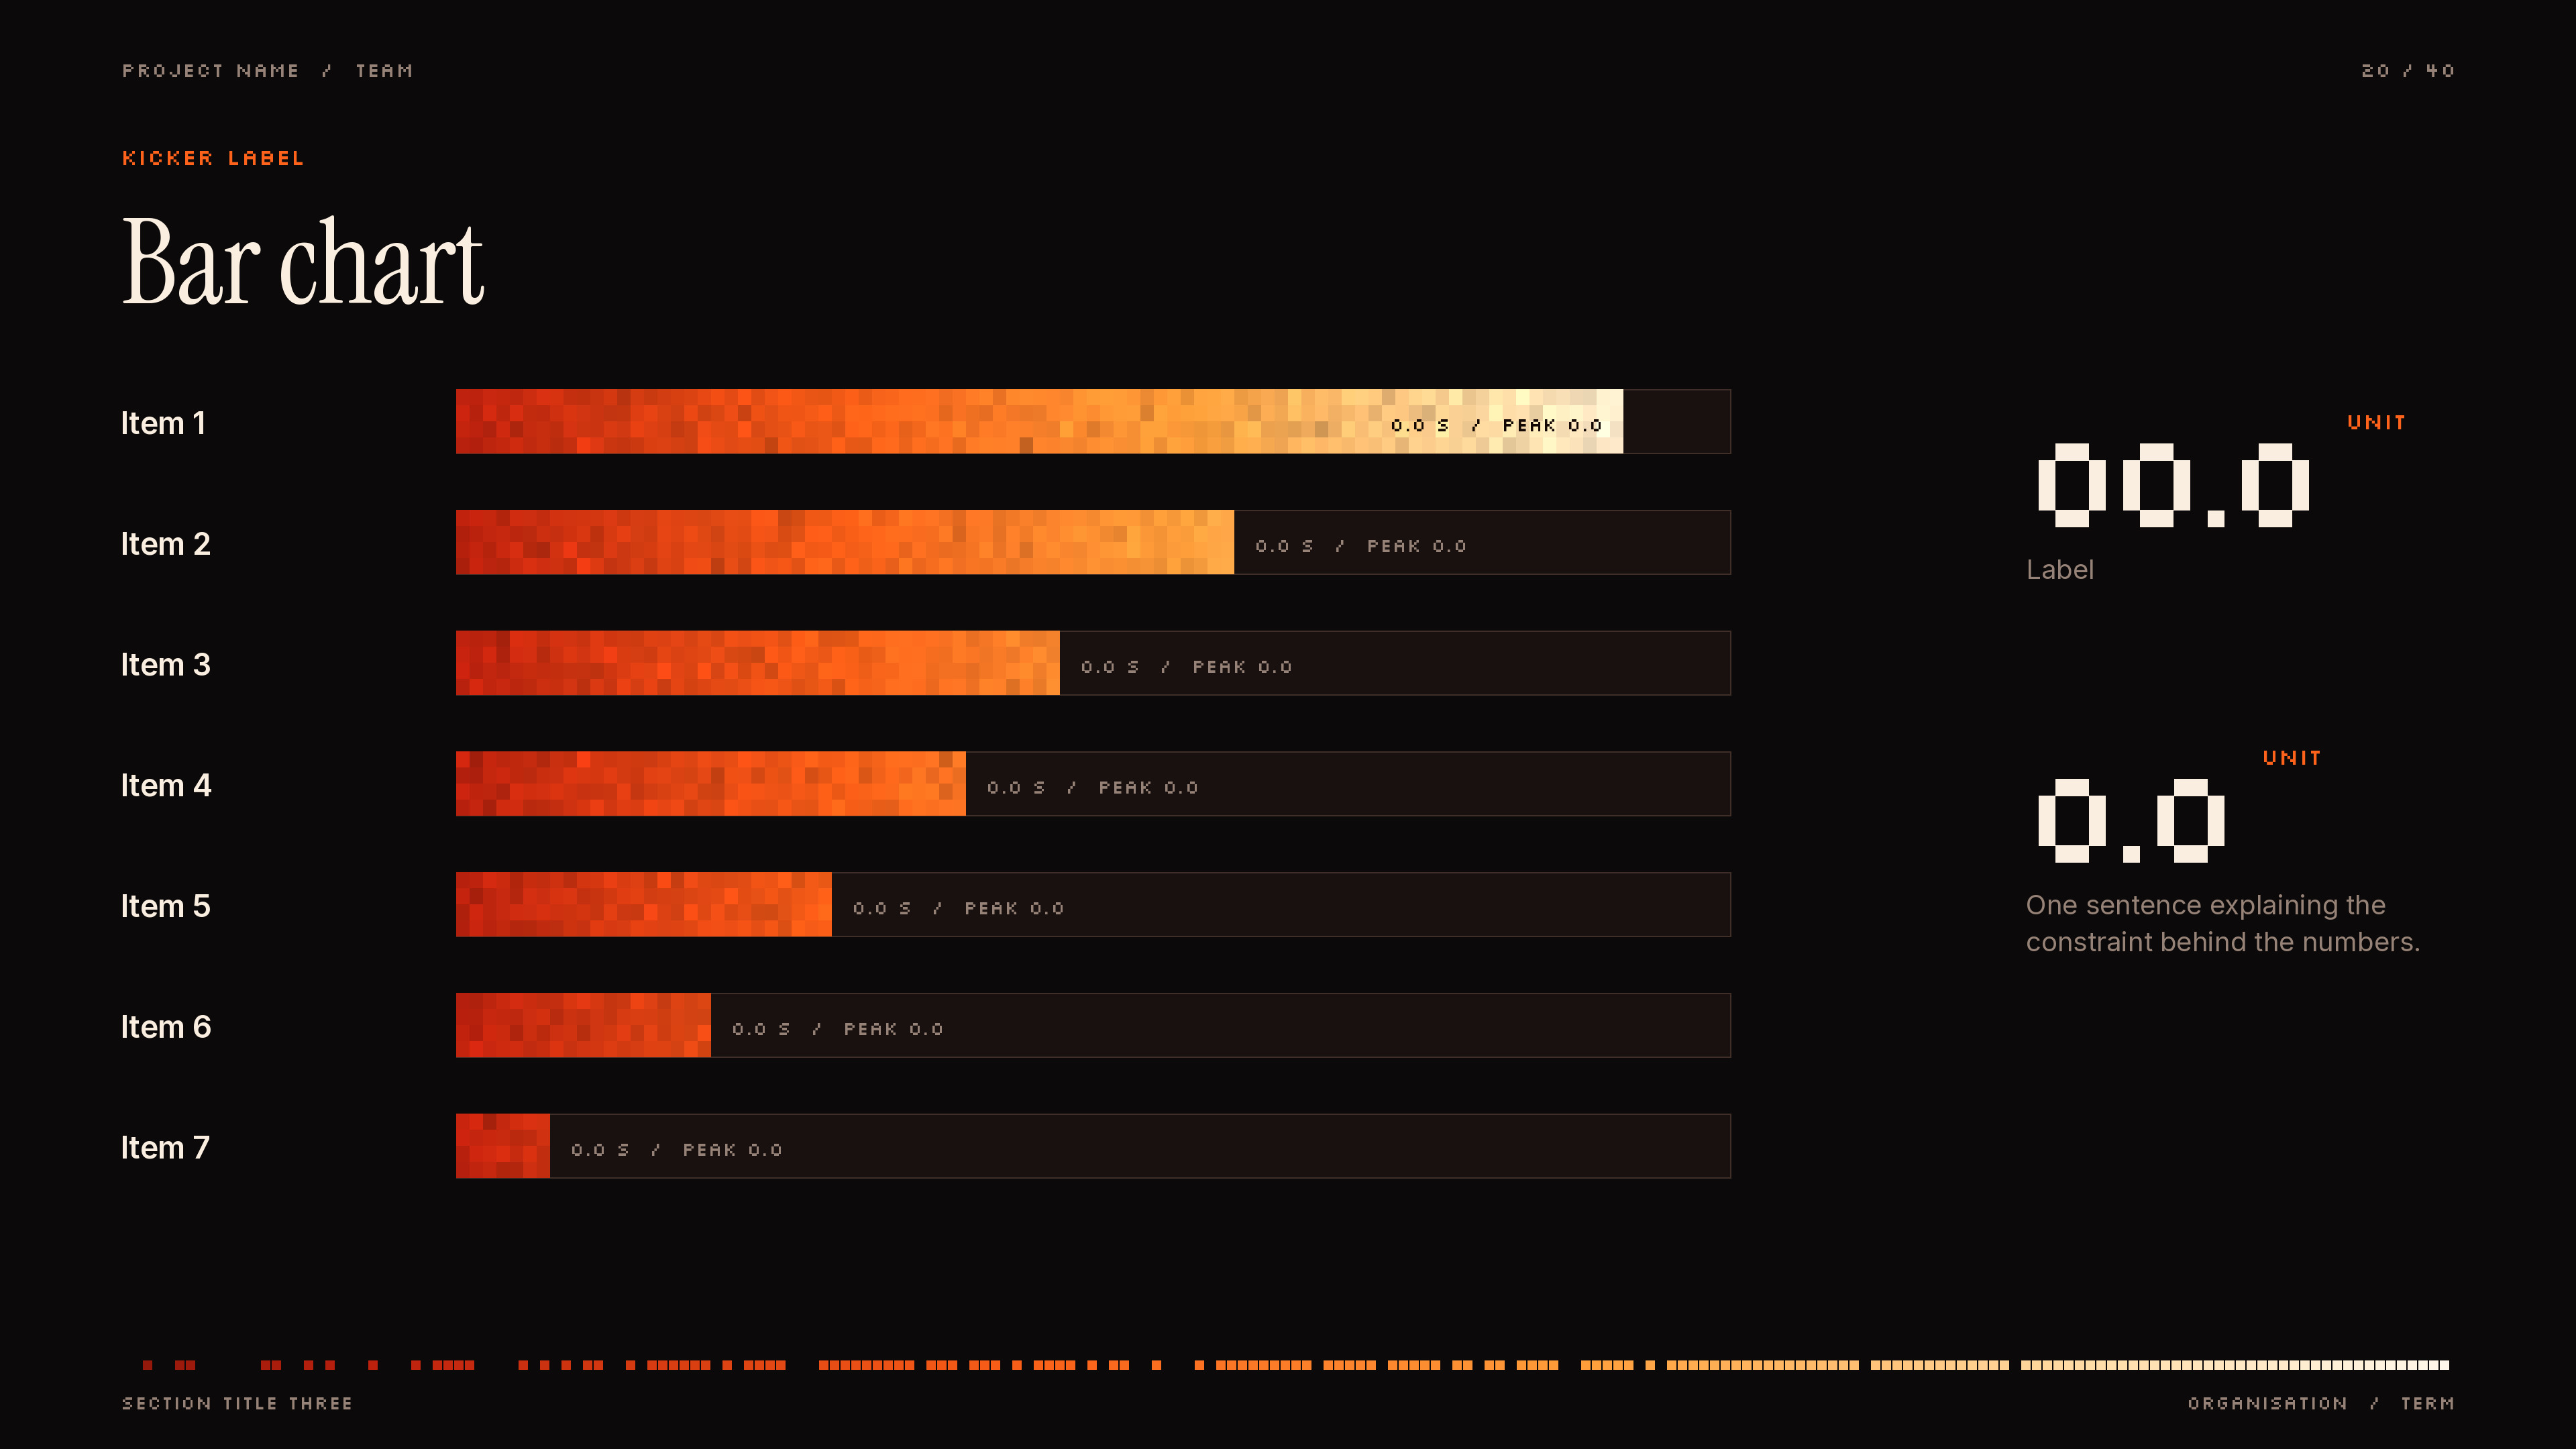 PROJECT NAME / TEAM
20 / 40
KICKER LABEL
Bar chart
Item 1
0.0 S / PEAK 0.0
Item 2
0.0 S / PEAK 0.0
Item 3
0.0 S / PEAK 0.0
Item 4
0.0 S / PEAK 0.0
Item 5
0.0 S / PEAK 0.0
Item 6
0.0 S / PEAK 0.0
Item 7
0.0 S / PEAK 0.0
00.0 UNIT
Label
0.0 UNIT
One sentence explaining the
constraint behind the numbers.
SECTION TITLE THREE
ORGANISATION / TERM